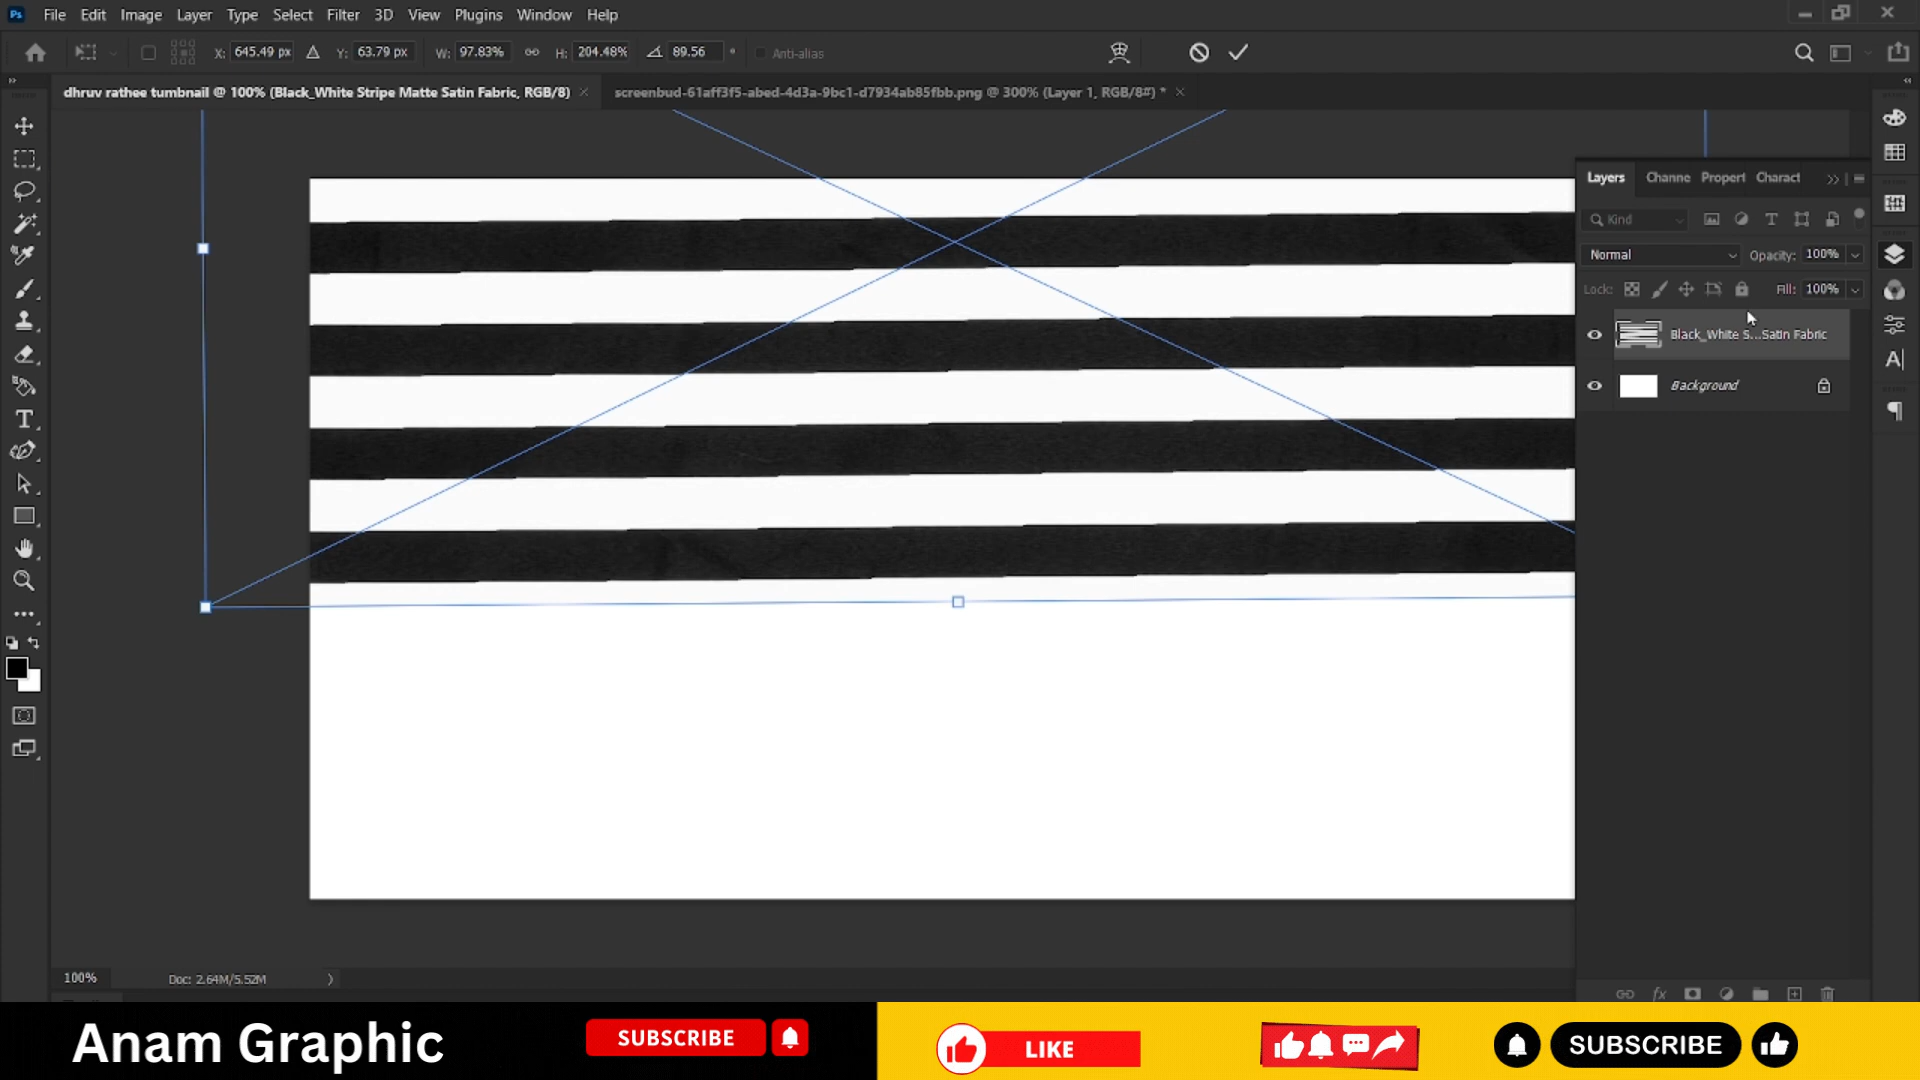 Ps File Edit Image Layer Type Select Filter 3D View Plugins Window Help
X: 645.49 px Y: 63.79 px W: 97.83% H: 204.48% 89.56 ° Anti-alias
dhruv rathee tumbnail @ 100% (Black_White Stripe Matte Satin Fabric, RGB/8) ×
screenbud-61aff3f5-abed-4d3a-9bc1-d7934ab85fbb.png @ 300% (Layer 1, RGB/8#) * ×
Layers Channe Propert Charact
Kind
Normal Opacity: 100%
Lock: Fill: 100%
Black_White S...Satin Fabric
Background
100% Doc: 2.64M/5.52M
Anam Graphic
SUBSCRIBE
LIKE
SUBSCRIBE